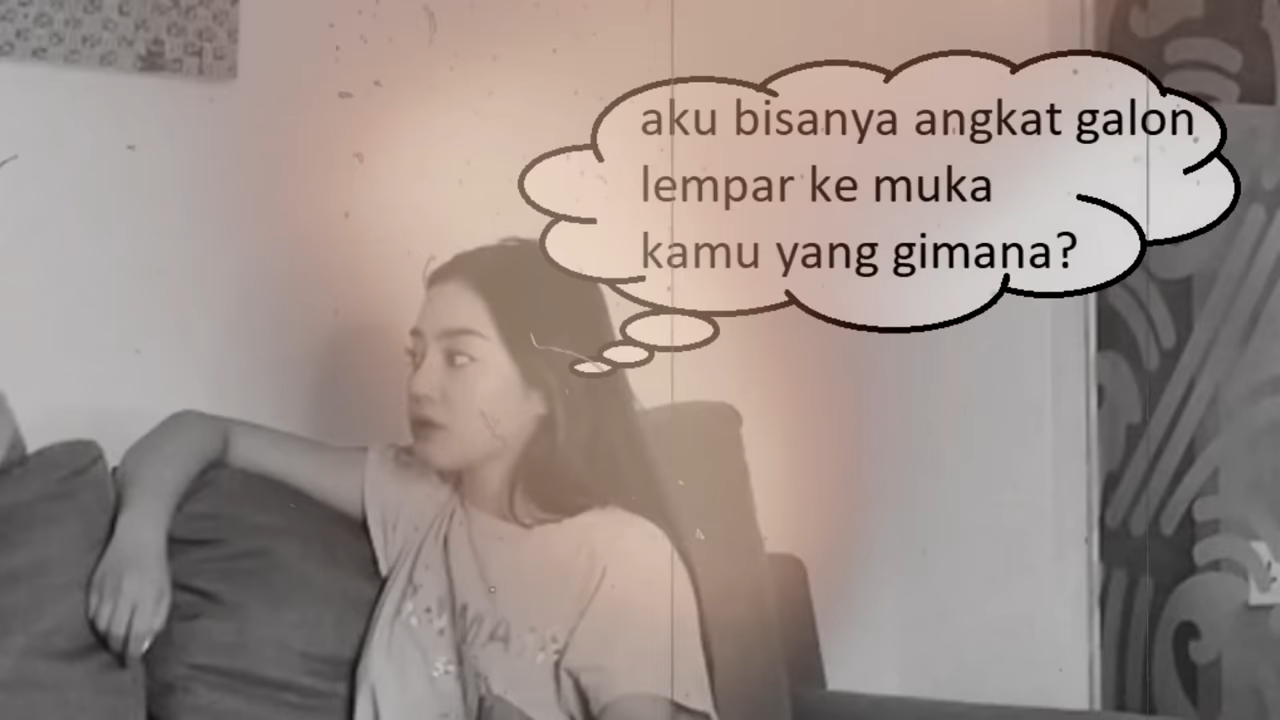 aku bisanya angkat galon
lempar ke muka
kamu yang gimana?